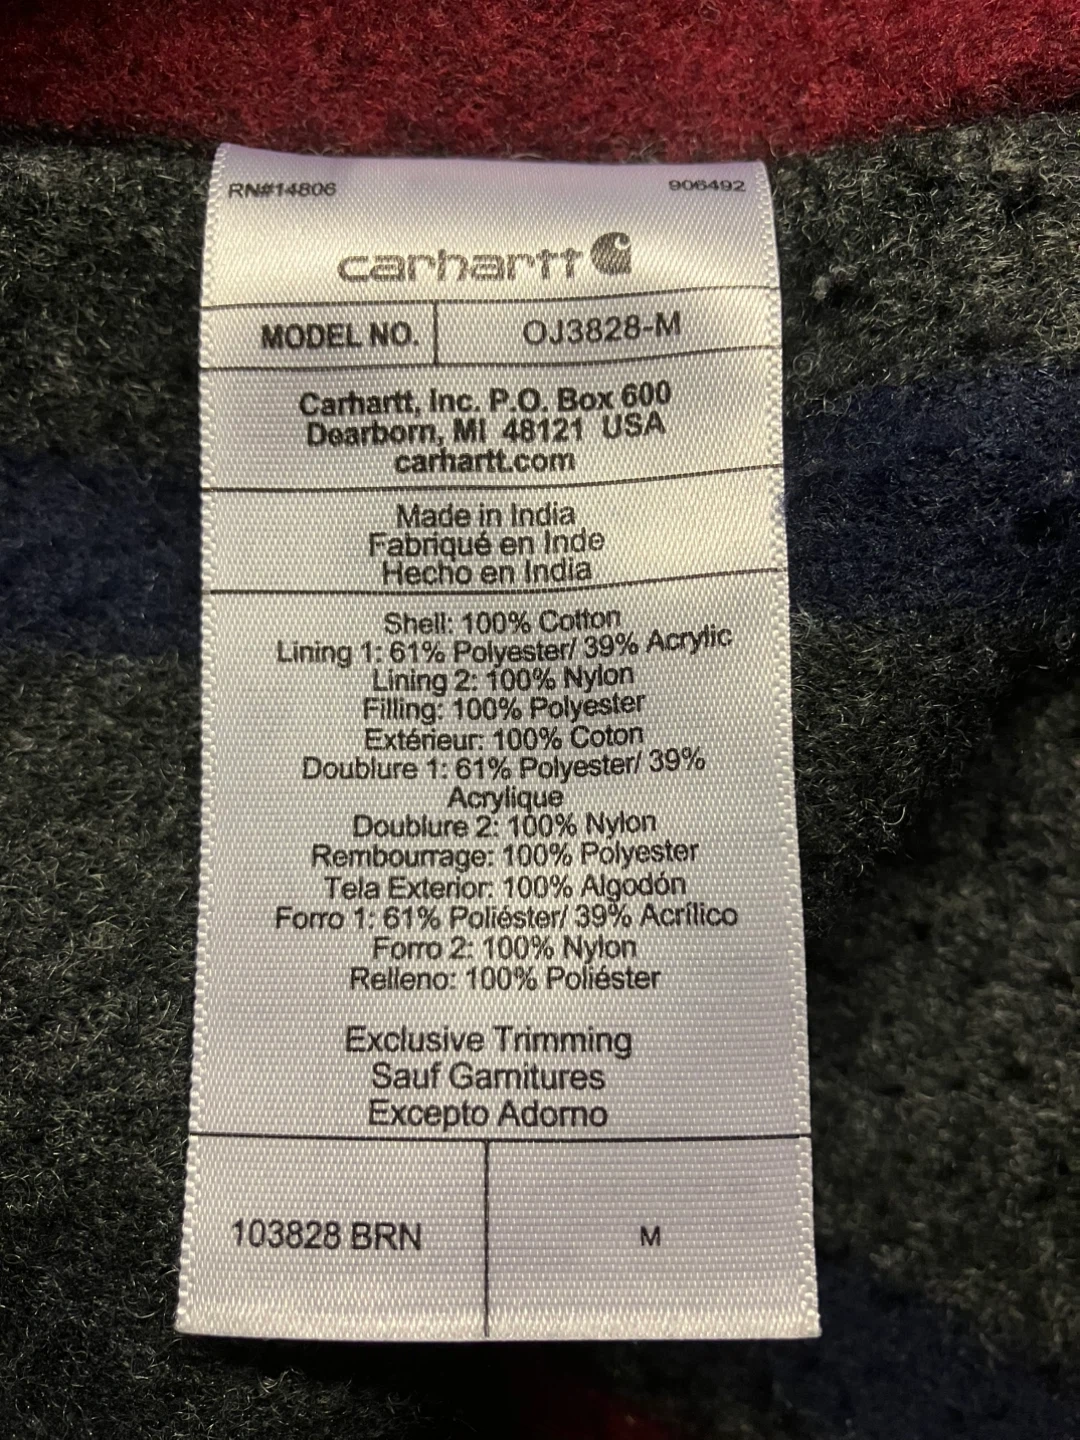 RN#14806 906492
carhartt
MODEL NO. OJ3828-M
Carhartt, Inc. P.O. Box 600
Dearborn, MI 48121 USA
carhartt.com
Made in India
Fabriqué en Inde
Hecho en India
Shell: 100% Cotton
Lining 1: 61% Polyester/ 39% Acrylic
Lining 2: 100% Nylon
Filling: 100% Polyester
Extérieur: 100% Coton
Doublure 1: 61% Polyester/ 39%
Acrylique
Doublure 2: 100% Nylon
Rembourrage: 100% Polyester
Tela Exterior: 100% Algodón
Forro 1: 61% Poliéster/ 39% Acrílico
Forro 2: 100% Nylon
Relleno: 100% Poliéster
Exclusive Trimming
Sauf Garnitures
Excepto Adorno
103828 BRN M